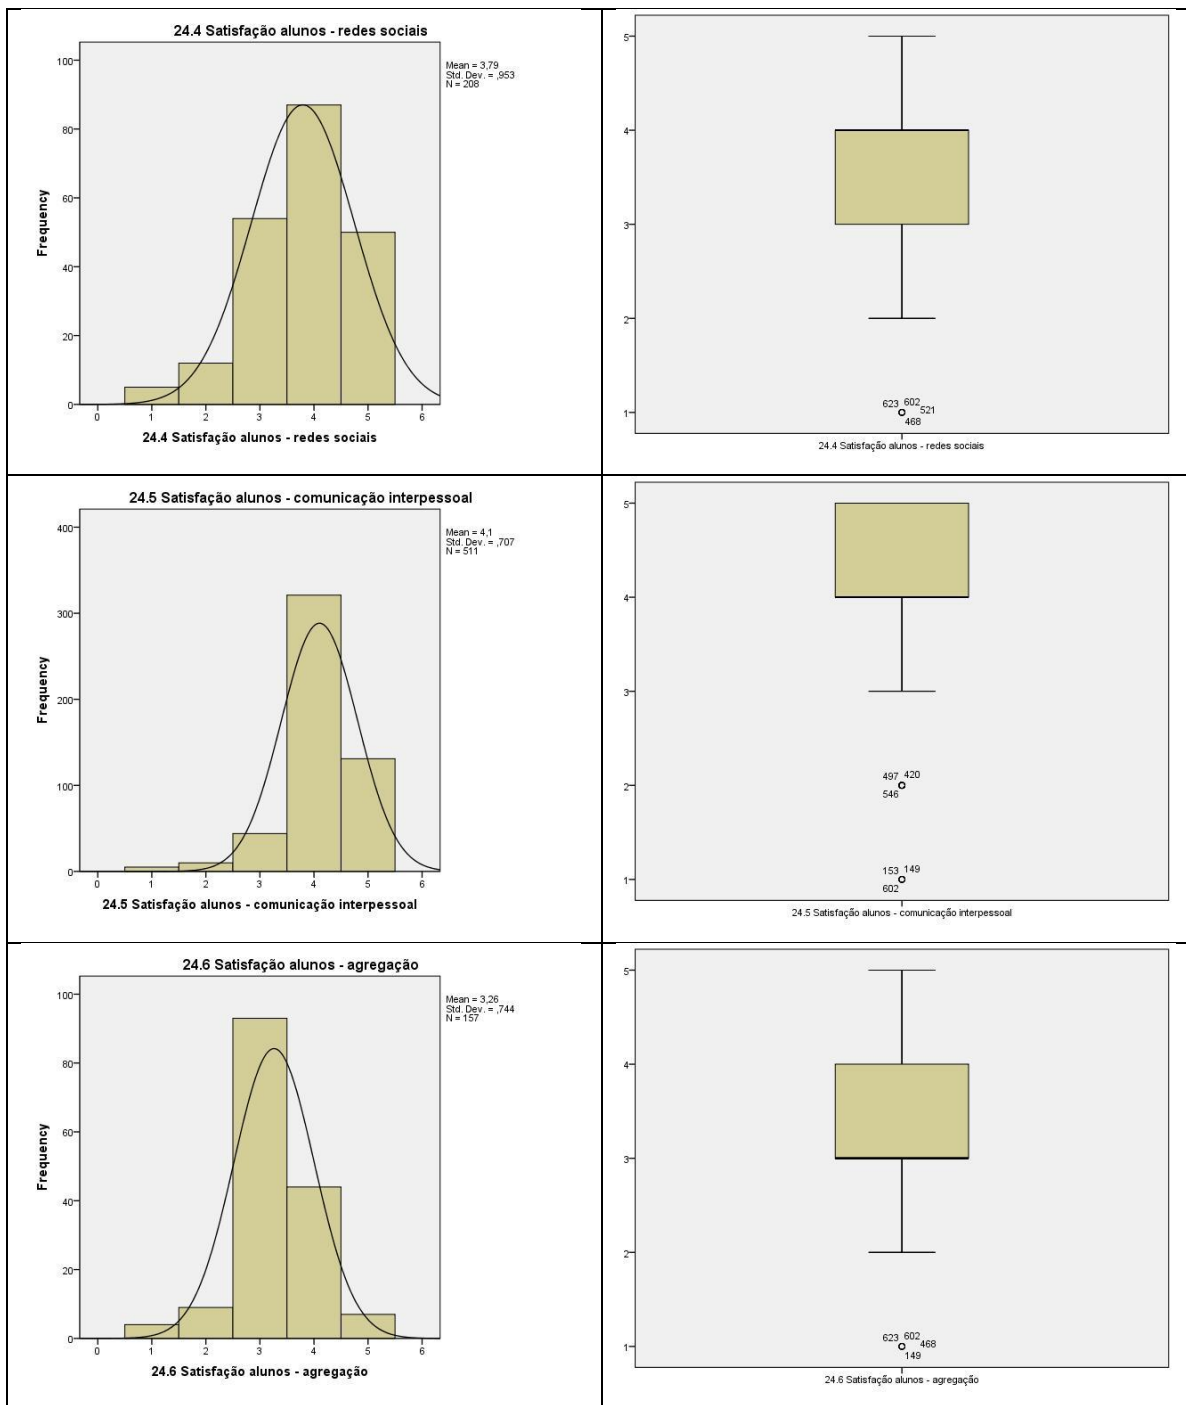 24.4 Satisfação alunos - redes sociais
Mean = 3,79
Std. Dev. = ,953
N = 208
100
80
60
40
20
0
Frequency
0 1 2 3 4 5 6
24.4 Satisfação alunos - redes sociais
5
4
3
2
1
623 602
521
468
24.4 Satisfação alunos - redes sociais
24.5 Satisfação alunos - comunicação interpessoal
Mean = 4,1
Std. Dev. = ,707
N = 511
400
300
200
100
0
Frequency
0 1 2 3 4 5 6
24.5 Satisfação alunos - comunicação interpessoal
5
4
3
2
1
497 420
546
153 149
602
24.5 Satisfação alunos - comunicação interpessoal
24.6 Satisfação alunos - agregação
Mean = 3,26
Std. Dev. = ,744
N = 157
100
80
60
40
20
0
Frequency
0 1 2 3 4 5 6
24.6 Satisfação alunos - agregação
5
4
3
2
1
623 602
468
149
24.6 Satisfação alunos - agregação